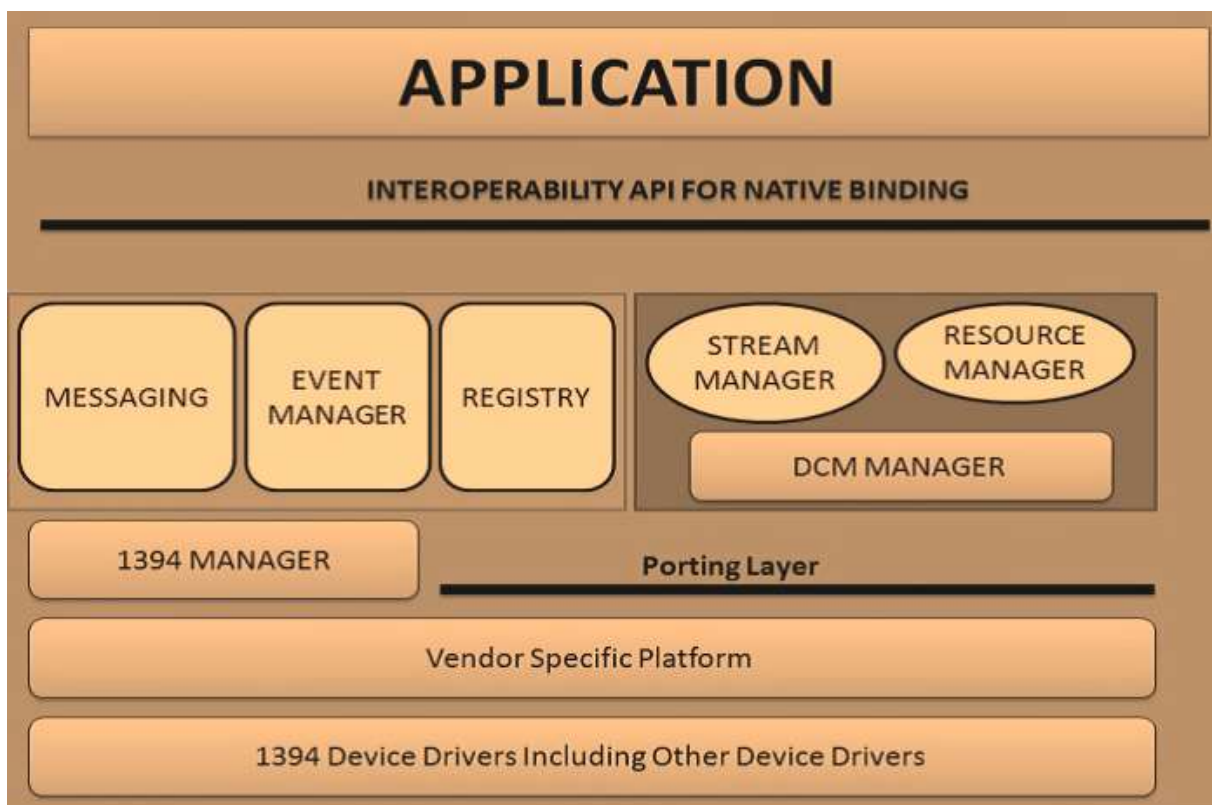 APPLICATION
INTEROPERABILITY API FOR NATIVE BINDING
MESSAGING
EVENT
MANAGER
REGISTRY
STREAM
MANAGER
RESOURCE
MANAGER
DCM MANAGER
1394 MANAGER
Porting Layer
Vendor Specific Platform
1394 Device Drivers Including Other Device Drivers